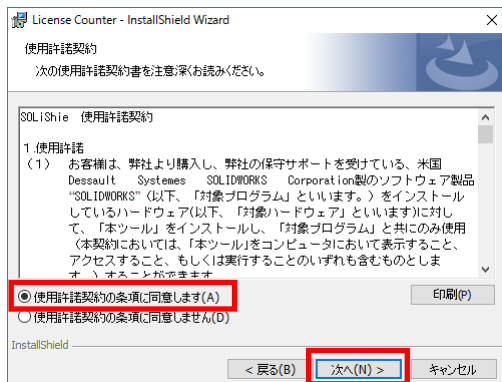 License Counter - InstallShield Wizard
使用許諾契約
次の使用許諾契約書を注意深くお読みください。
SOLiShie 使用許諾契約
1.使用許諾
(1) お客様は、弊社より購入し、弊社の保守サポートを受けている、米国
Dessault Systemes SOLIDWORKS Corporation製のソフトウェア製品
“SOLIDWORKS”(以下、「対象プログラム」といいます。)をインストール
しているハードウェア(以下、「対象ハードウェア」といいます)に対し
て、「本ツール」をインストールし、「対象プログラム」と共にのみ使用
(本契約においては、「本ツール」をコンピュータにおいて表示すること、
アクセスすること、もしくは実行することのいずれも含むものとしま
す。)することができます。
使用許諾契約の条項に同意します(A)
印刷(P)
使用許諾契約の条項に同意しません(D)
InstallShield
< 戻る(B)
次へ(N) >
キャンセル